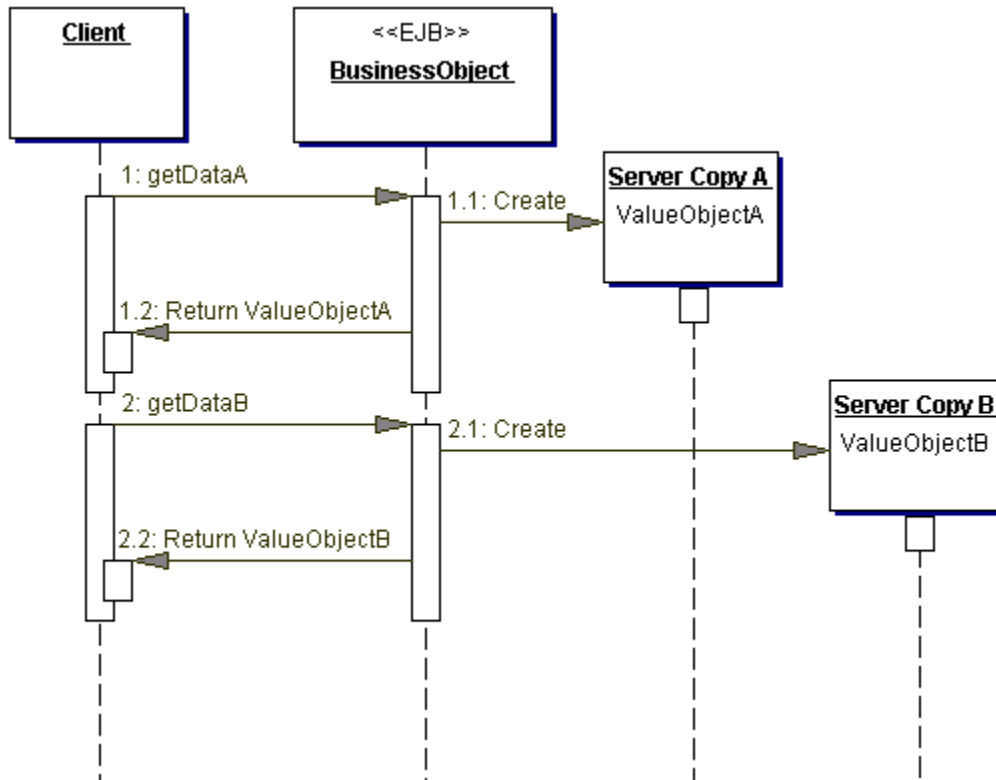 Client
<<EJB>>
BusinessObject
1: getDataA
1.1: Create
Server Copy A
ValueObjectA
1.2: Return ValueObjectA
2: getDataB
2.1: Create
Server Copy B
ValueObjectB
2.2: Return ValueObjectB